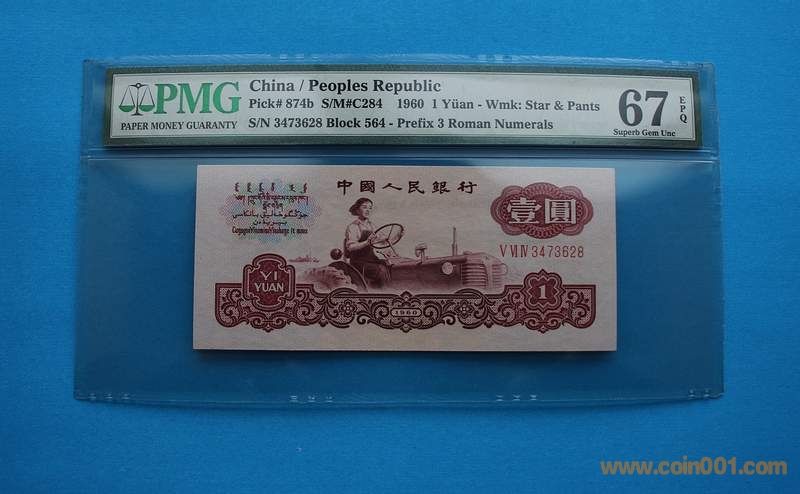 PMG
PAPER MONEY GUARANTY
China / Peoples Republic
Pick# 874b S/M#C284 1960 1 Yüan - Wmk: Star & Pants
S/N 3473628 Block 564 - Prefix 3 Roman Numerals
67 EPQ
Superb Gem Unc
中國人民銀行
壹圓
V VI IV 3473628
YI
YUAN
1
1960
www.coin001.com